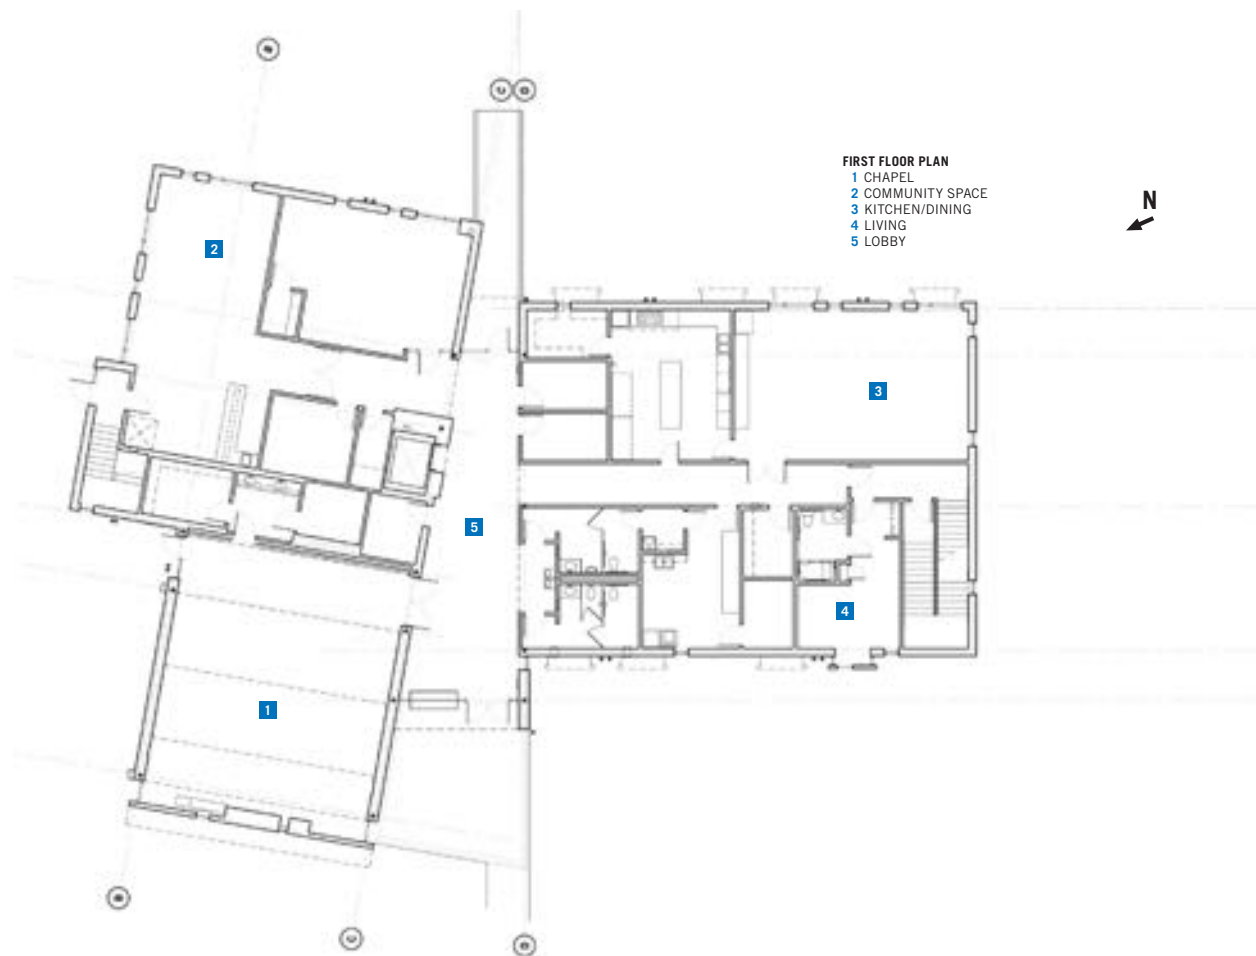 FIRST FLOOR PLAN
1 CHAPEL
2 COMMUNITY SPACE
3 KITCHEN/DINING
4 LIVING
5 LOBBY
N
2
3
5
4
1